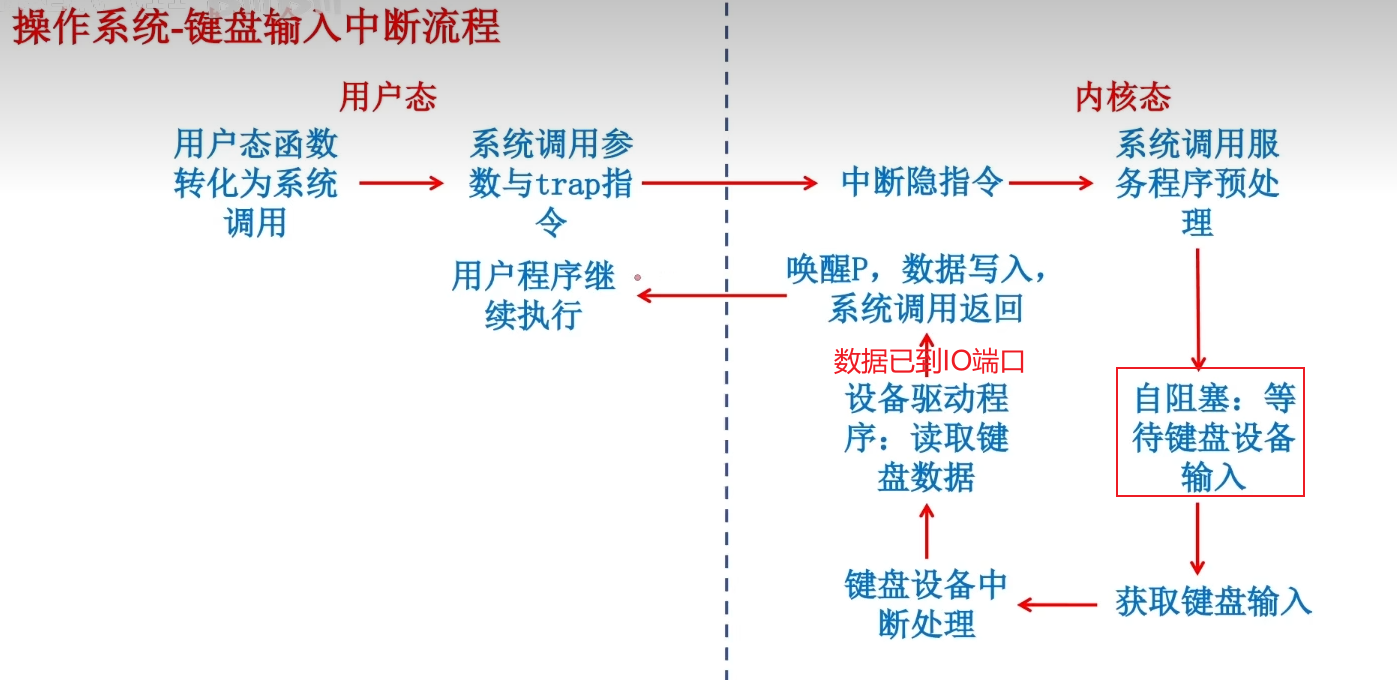 操作系统-键盘输入中断流程
用户态
内核态
用户态函数
转化为系统
调用
系统调用参
数与trap指
令
中断隐指令
系统调用服
务程序预处
理
用户程序继
续执行
唤醒P，数据写入，
系统调用返回
数据已到IO端口
设备驱动程
序：读取键
盘数据
自阻塞：等
待键盘设备
输入
键盘设备中
断处理
获取键盘输入